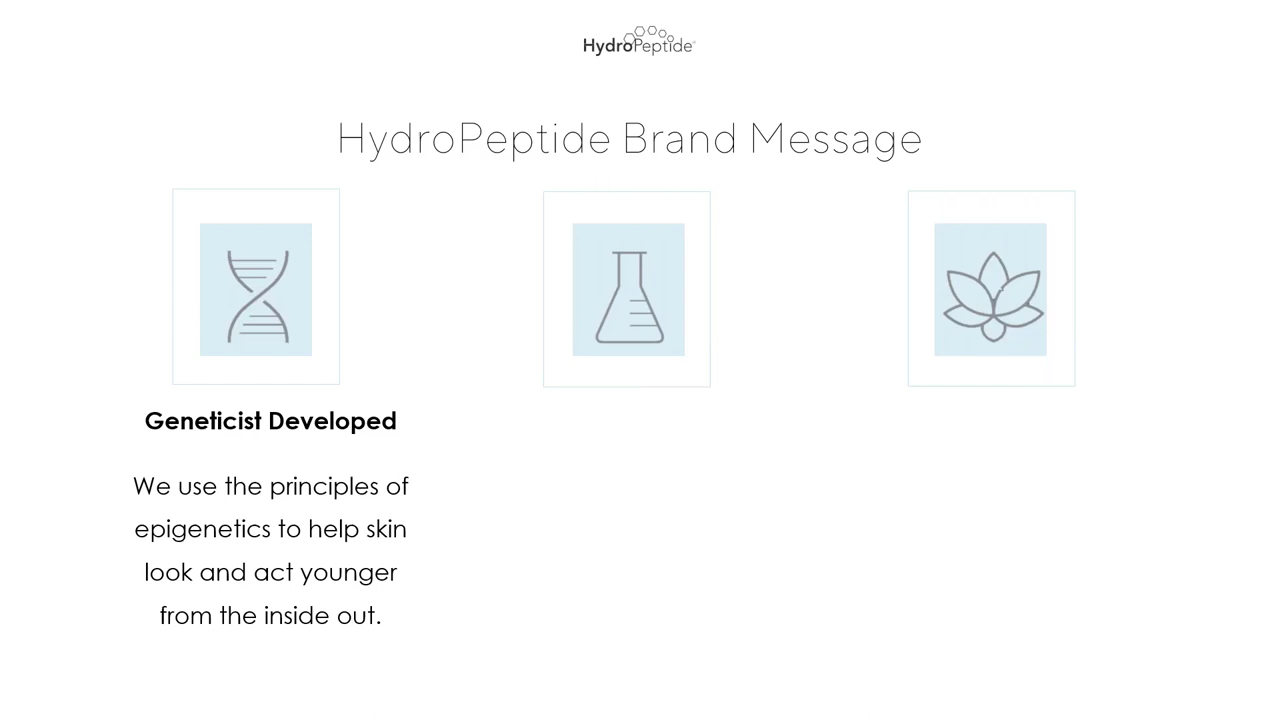 HydroPeptide
HydroPeptide Brand Message
Geneticist Developed
We use the principles of
epigenetics to help skin
look and act younger
from the inside out.